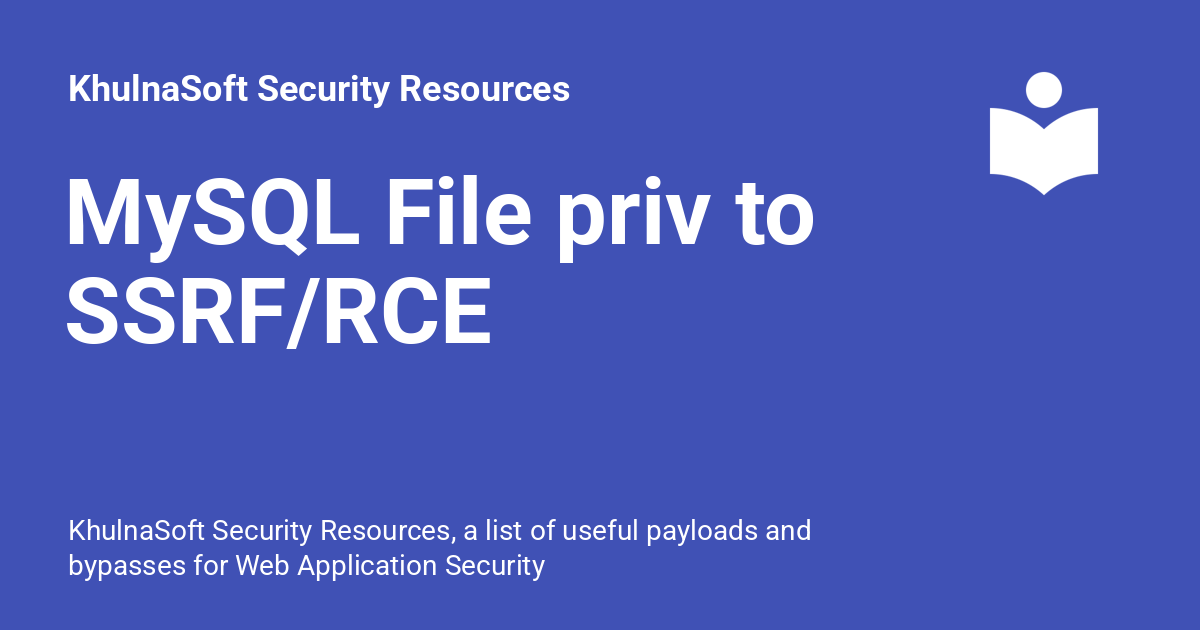 KhulnaSoft Security Resources
MySQL File priv to
SSRF/RCE
KhulnaSoft Security Resources, a list of useful payloads and
bypasses for Web Application Security